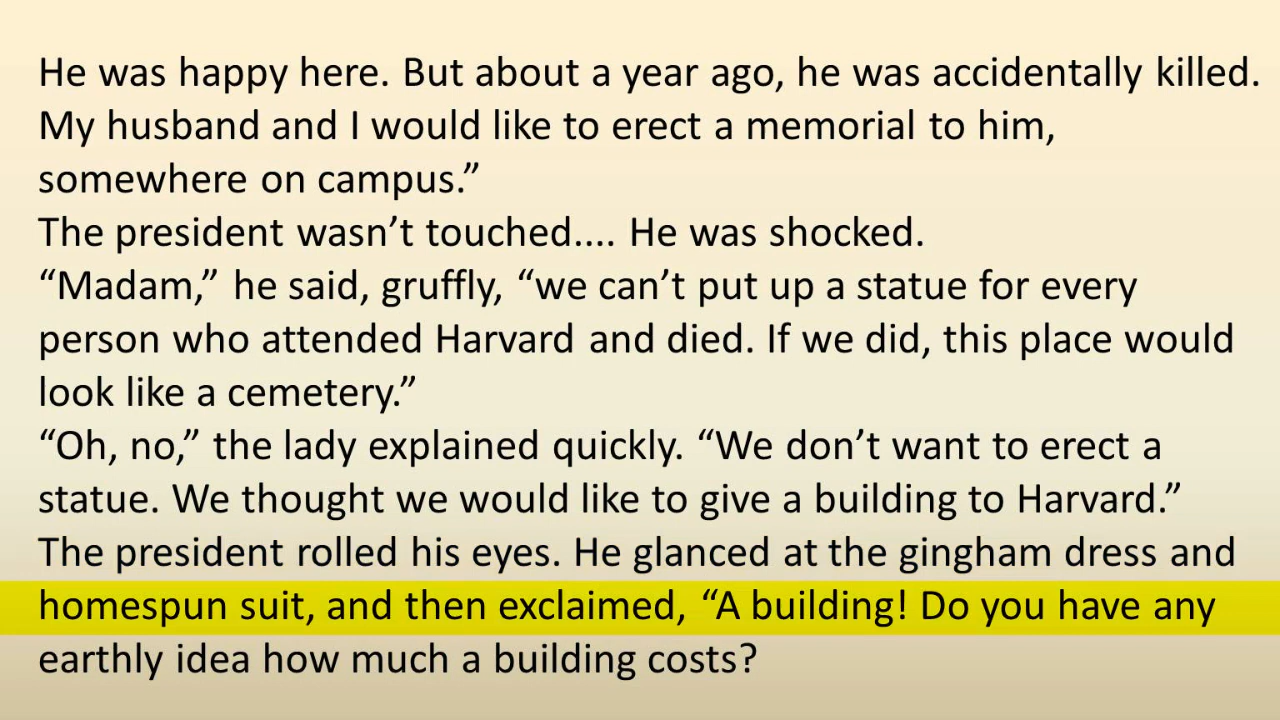 He was happy here. But about a year ago, he was accidentally killed.
My husband and I would like to erect a memorial to him,
somewhere on campus.”
The president wasn’t touched.... He was shocked.
“Madam,” he said, gruffly, “we can’t put up a statue for every
person who attended Harvard and died. If we did, this place would
look like a cemetery.”
“Oh, no,” the lady explained quickly. “We don’t want to erect a
statue. We thought we would like to give a building to Harvard.”
The president rolled his eyes. He glanced at the gingham dress and
homespun suit, and then exclaimed, “A building! Do you have any
earthly idea how much a building costs?